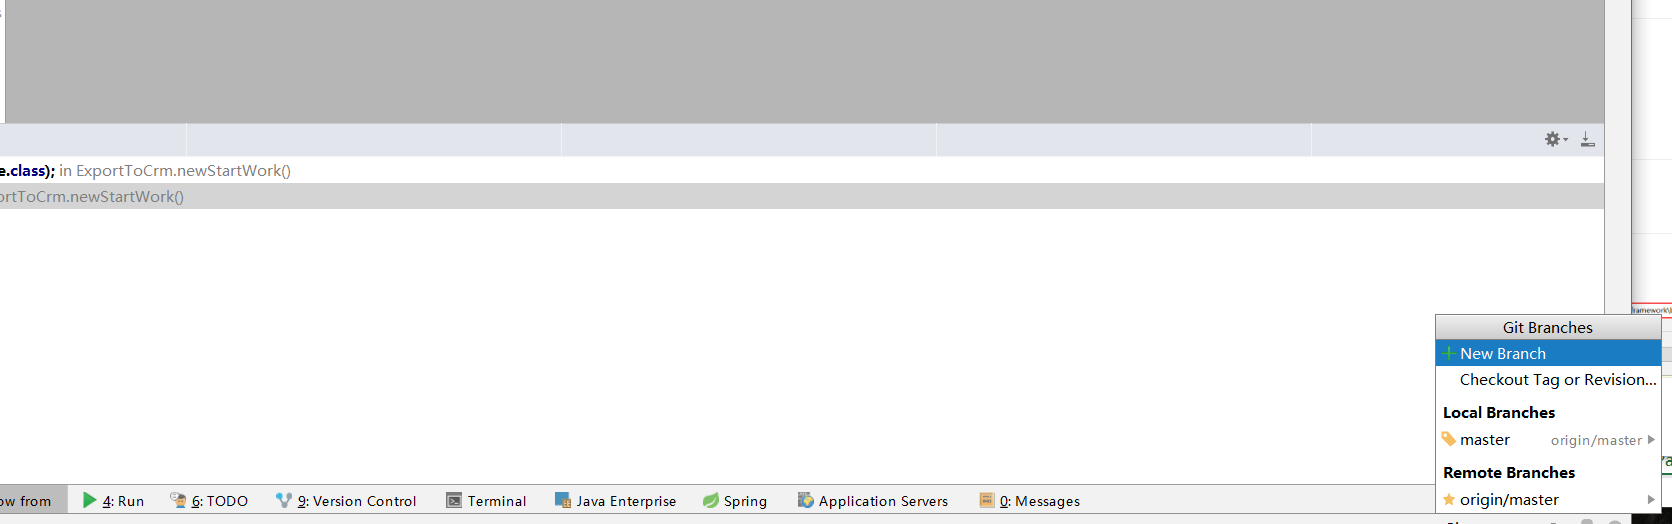 e.class); in ExportToCrm.newStartWork()
ortToCrm.newStartWork()
Git Branches
New Branch
Checkout Tag or Revision...
Local Branches
master origin/master
Remote Branches
origin/master
ow from 4: Run 6: TODO 9: Version Control Terminal Java Enterprise Spring Application Servers 0: Messages